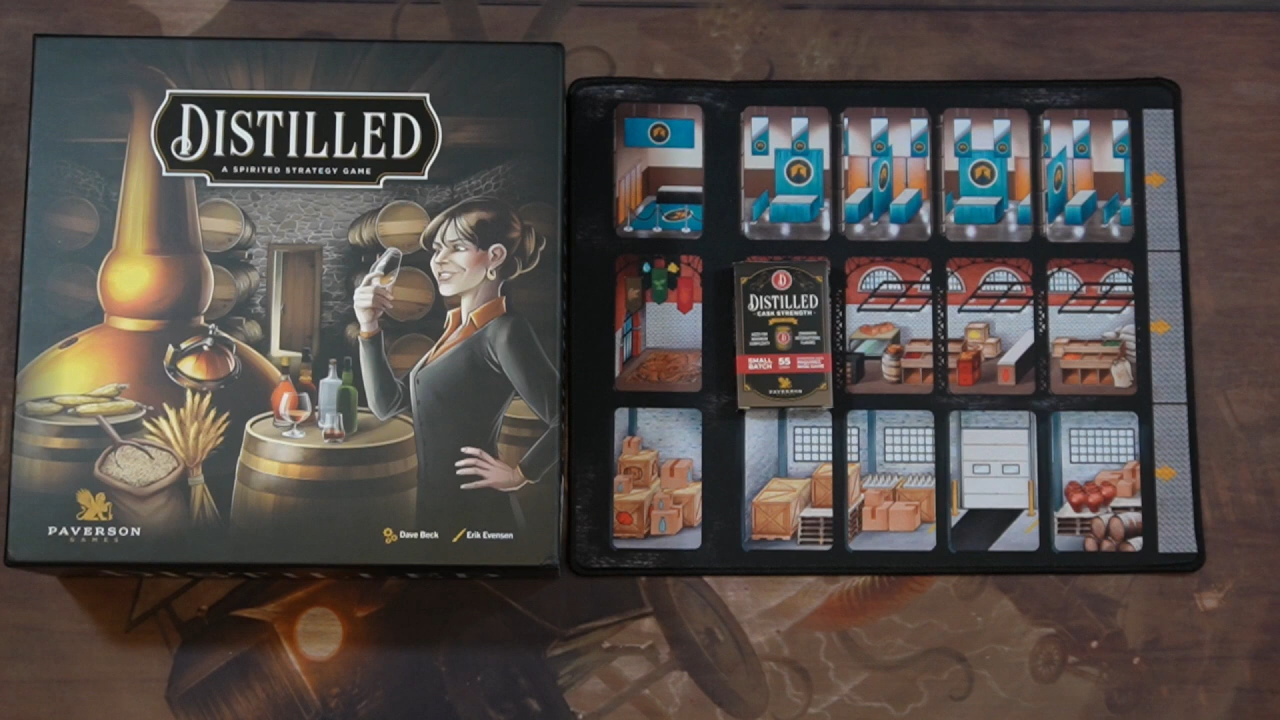 DISTILLED
A SPIRITED STRATEGY GAME
PAVERSON
GAMES
Dave Beck
Erik Evensen
DISTILLED
CASK STRENGTH
SMALL
BATCH
55
PAVERSON